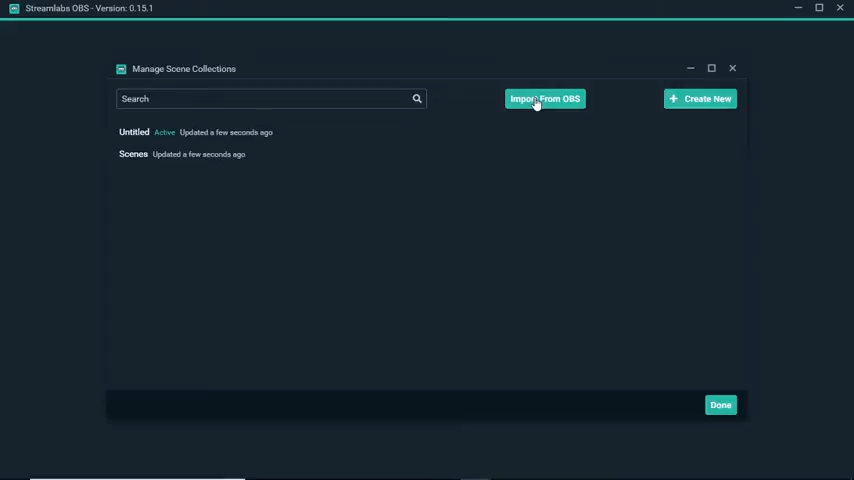 Streamlabs OBS - Version: 0.15.1
Manage Scene Collections
Search
Import From OBS
+ Create New
Untitled Active Updated a few seconds ago
Scenes Updated a few seconds ago
Done